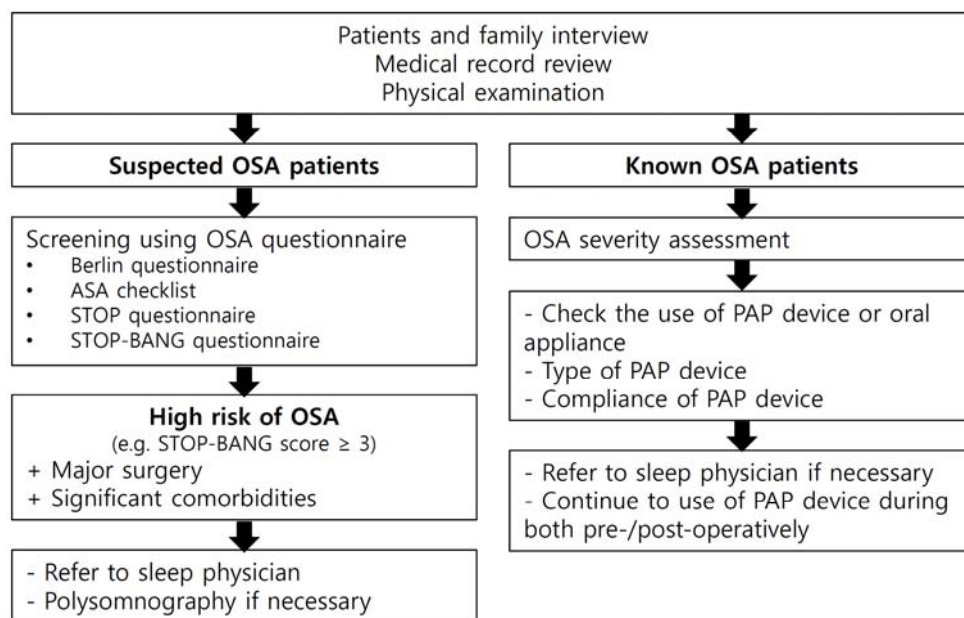 Patients and family interview
Medical record review
Physical examination
Suspected OSA patients
Screening using OSA questionnaire
• Berlin questionnaire
• ASA checklist
• STOP questionnaire
• STOP-BANG questionnaire
High risk of OSA
(e.g. STOP-BANG score ≥ 3)
+ Major surgery
+ Significant comorbidities
- Refer to sleep physician
- Polysomnography if necessary
Known OSA patients
OSA severity assessment
- Check the use of PAP device or oral
appliance
- Type of PAP device
- Compliance of PAP device
- Refer to sleep physician if necessary
- Continue to use of PAP device during
both pre-/post-operatively